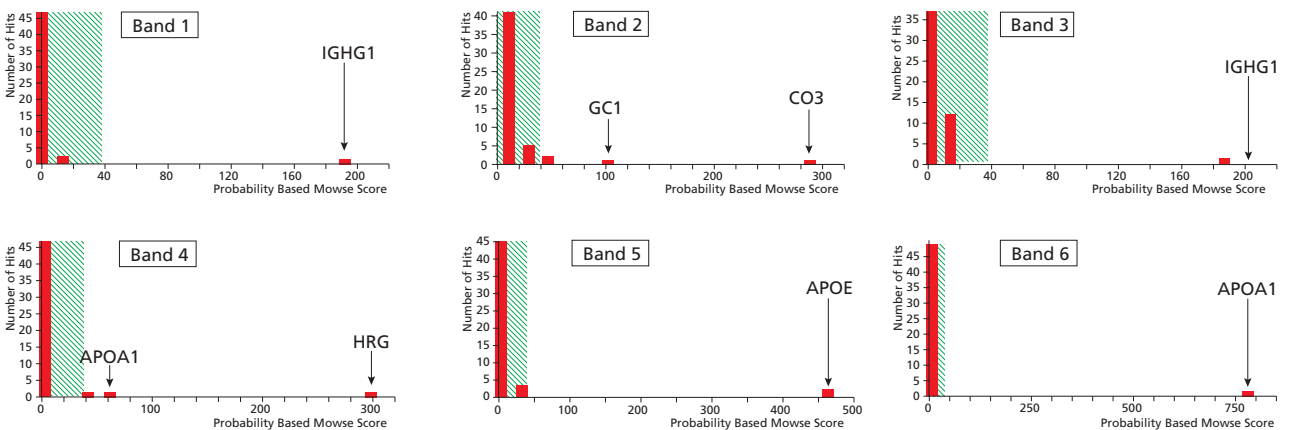 Band 1
Number of Hits
45
40
35
30
25
20
15
10
5
0
IGHG1
0 40 80 120 160 200
Probability Based Mowse Score
Band 2
Number of Hits
40
35
30
25
20
15
10
5
0
GC1
CO3
0 100 200 300
Probability Based Mowse Score
Band 3
Number of Hits
35
30
25
20
15
10
5
0
IGHG1
0 40 80 120 160 200
Probability Based Mowse Score
Band 4
Number of Hits
45
40
35
30
25
20
15
10
5
0
APOA1
HRG
0 100 200 300
Probability Based Mowse Score
Band 5
Number of Hits
45
40
35
30
25
20
15
10
5
0
APOE
0 100 200 300 400 500
Probability Based Mowse Score
Band 6
Number of Hits
45
40
35
30
25
20
15
10
5
0
APOA1
0 250 500 750
Probability Based Mowse Score